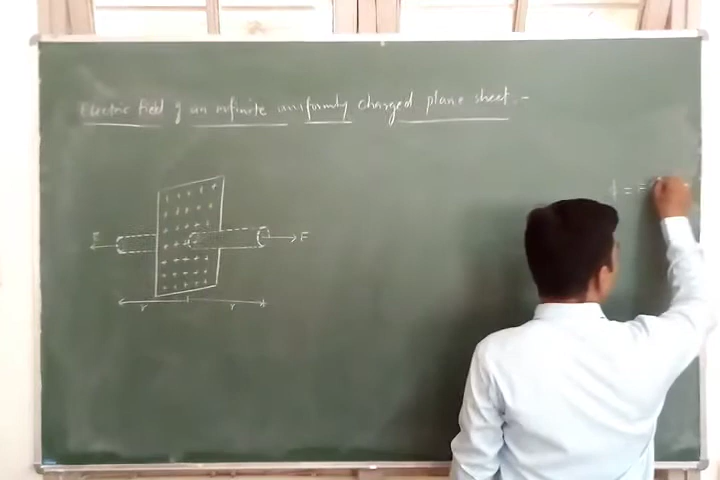 Electric field of an infinite uniformly charged plane sheet :-
E
E
r
r
=